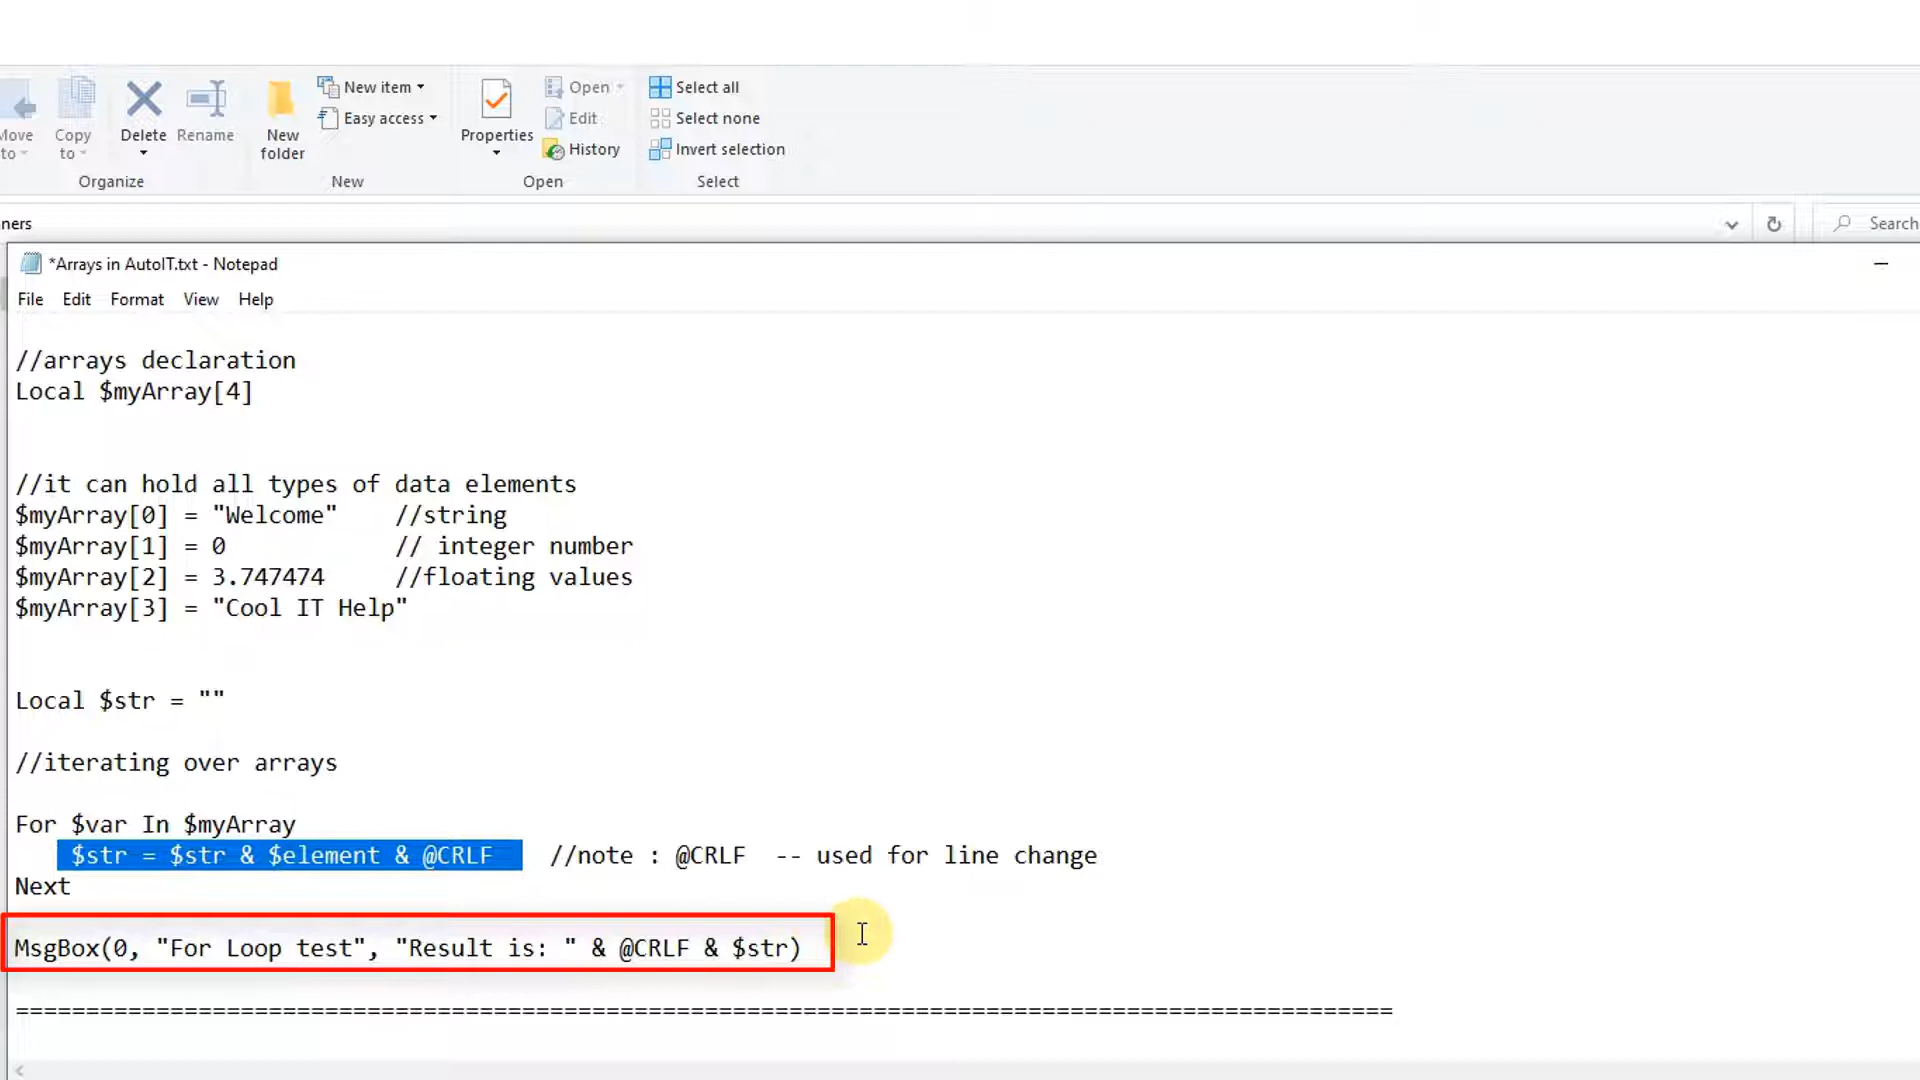 Move
to
Copy
to
Delete
Rename
New
folder
New item
Easy access
Properties
Open
Edit
History
Select all
Select none
Invert selection
Organize
New
Open
Select
ners
Search
*Arrays in AutoIT.txt - Notepad
File Edit Format View Help
//arrays declaration
Local $myArray[4]
//it can hold all types of data elements
$myArray[0] = "Welcome" //string
$myArray[1] = 0 // integer number
$myArray[2] = 3.747474 //floating values
$myArray[3] = "Cool IT Help"
Local $str = ""
//iterating over arrays
For $var In $myArray
$str = $str & $element & @CRLF //note : @CRLF -- used for line change
Next
MsgBox(0, "For Loop test", "Result is: " & @CRLF & $str)
==================================================================================================